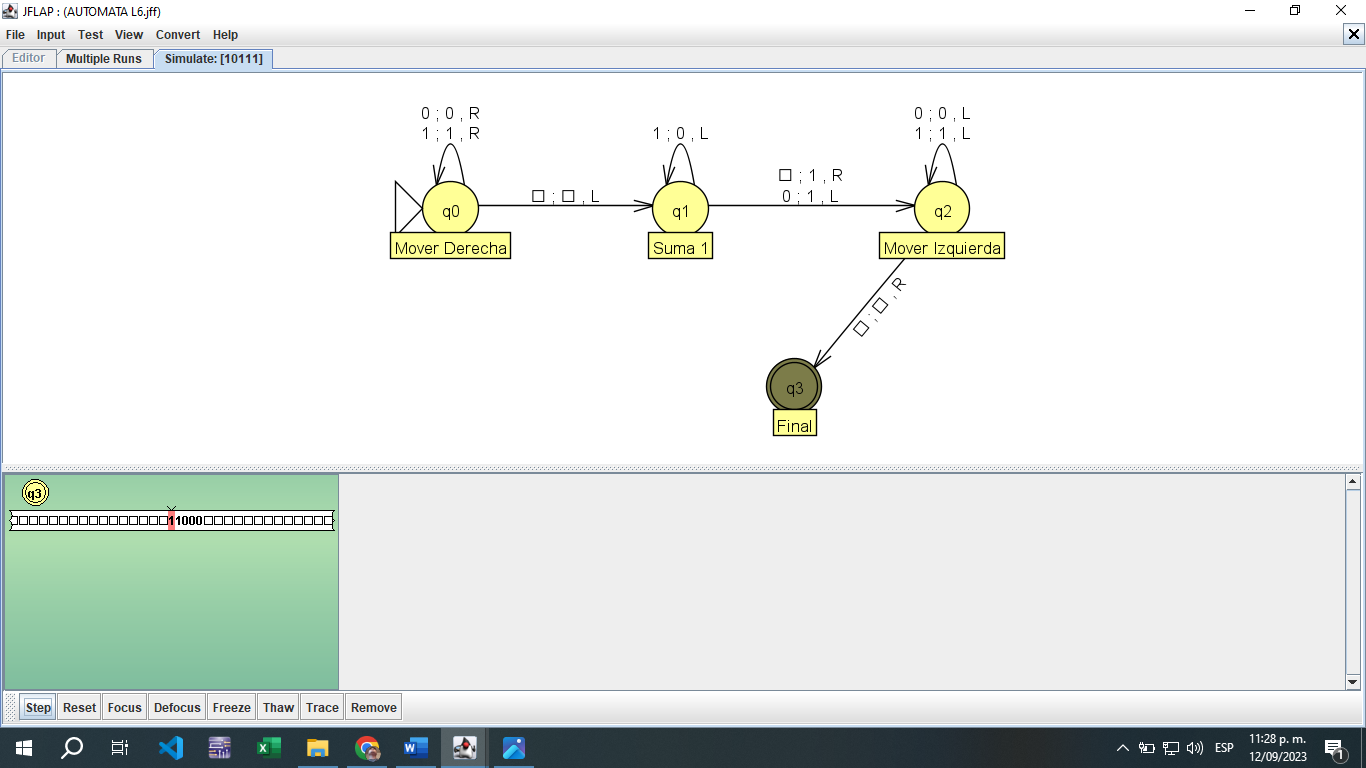 JFLAP : (AUTOMATA L6.jff)
File Input Test View Convert Help
Editor Multiple Runs Simulate: [10111]
0 ; 0 , R
1 ; 1 , R
1 ; 0 , L
0 ; 0 , L
1 ; 1 , L
□ ; □ , L
□ ; 1 , R
0 ; 1 , L
q0
q1
q2
Mover Derecha
Suma 1
Mover Izquierda
□ ; □ , R
q3
Final
q3
□□□□□□□□□□□□□□□□11000□□□□□□□□□□□□□
Step Reset Focus Defocus Freeze Thaw Trace Remove
ESP
11:28 p. m.
12/09/2023
1